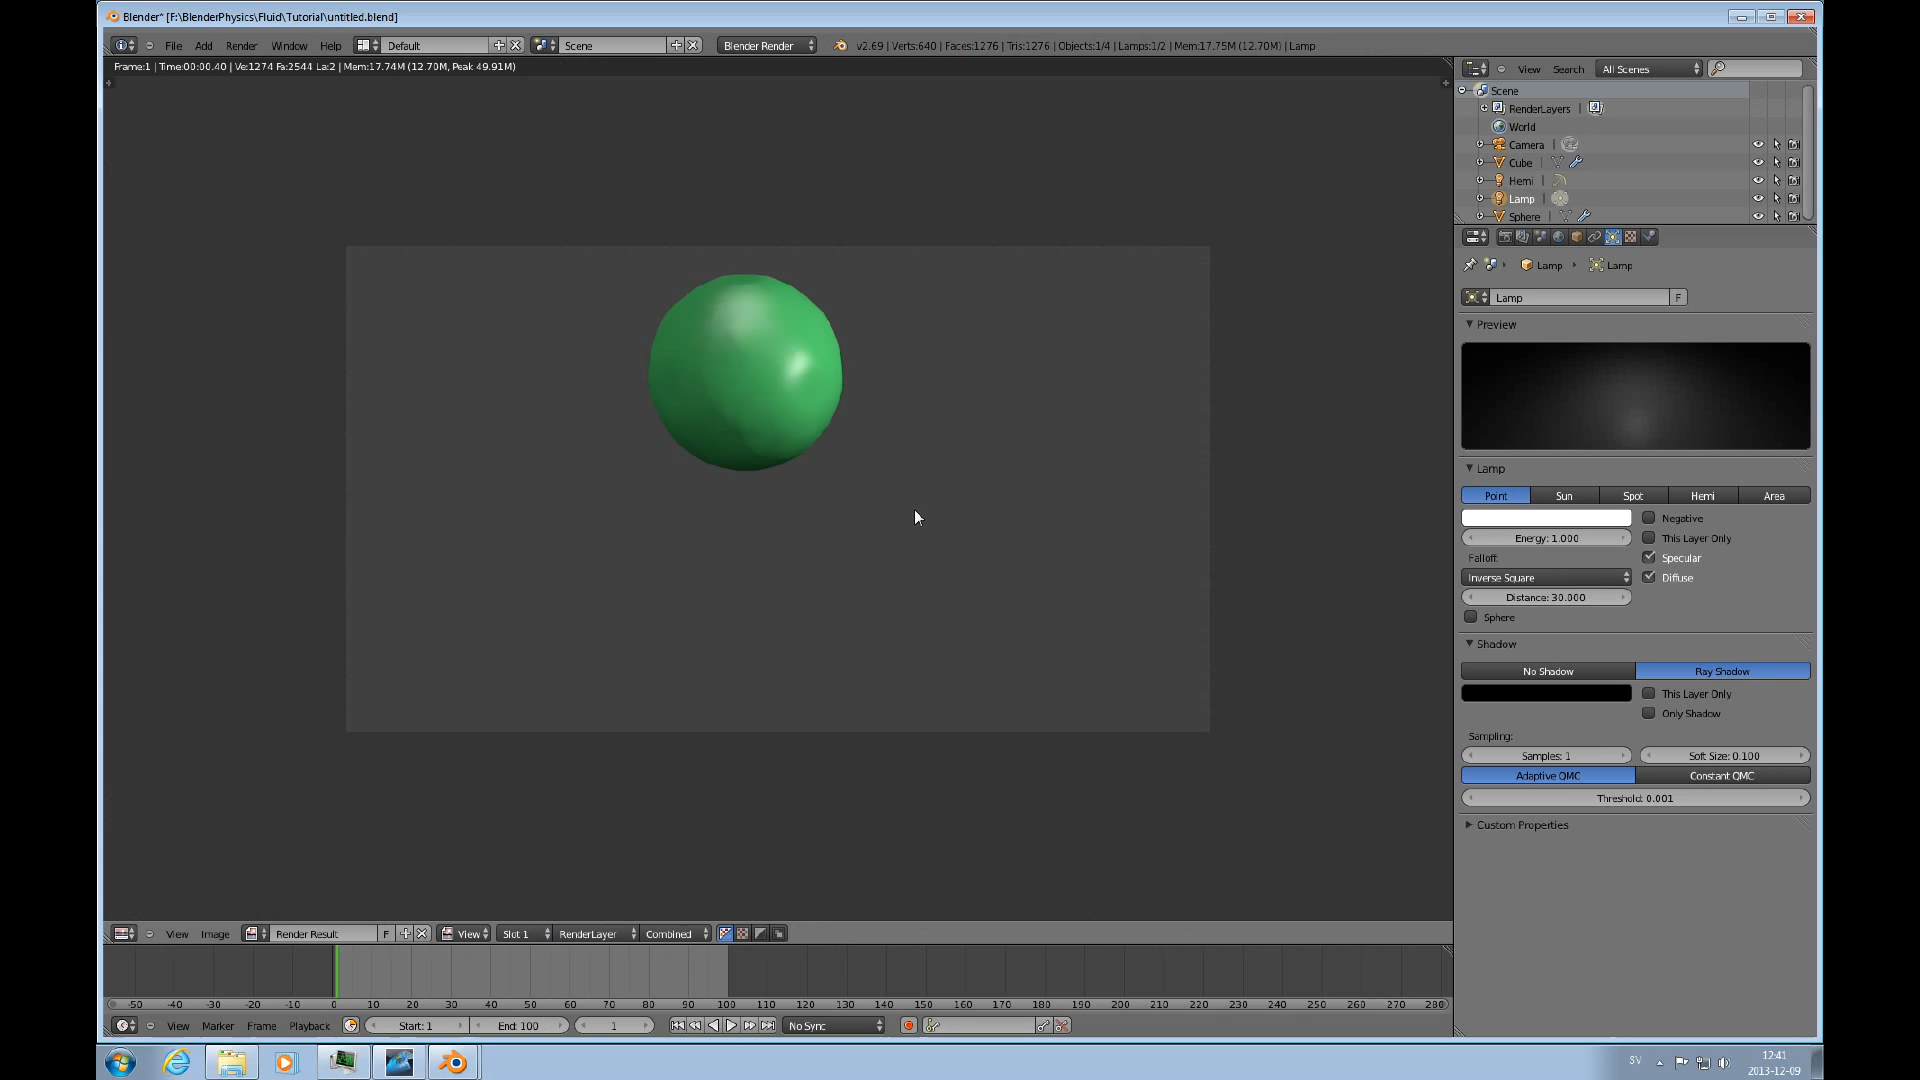 Blender* [F:\BlenderPhysics\Fluid\Tutorial\untitled.blend]
File Add Render Window Help Default Scene Blender Render v2.69 | Verts:640 | Faces:1276 | Tris:1276 | Objects:1/4 | Lamps:1/2 | Mem:17.75M (12.70M) | Lamp
Frame:1 | Time:00:00.40 | Ve:1274 Fa:2544 La:2 | Mem:17.74M (12.70M, Peak 49.91M)
View Search All Scenes
Scene
RenderLayers
World
Camera
Cube
Hemi
Lamp
Sphere
Lamp Lamp
Lamp F
Preview
Lamp
Point Sun Spot Hemi Area
Negative
Energy: 1.000 This Layer Only
Falloff: Specular
Inverse Square Diffuse
Distance: 30.000
Sphere
Shadow
No Shadow Ray Shadow
This Layer Only
Only Shadow
Sampling:
Samples: 1 Soft Size: 0.100
Adaptive QMC Constant QMC
Threshold: 0.001
Custom Properties
View Image Render Result F View Slot 1 RenderLayer Combined
-50 -40 -30 -20 -10 0 10 20 30 40 50 60 70 80 90 100 110 120 130 140 150 160 170 180 190 200 210 220 230 240 250 260 270 280
View Marker Frame Playback Start: 1 End: 100 1 No Sync
SV 12:41
2013-12-09